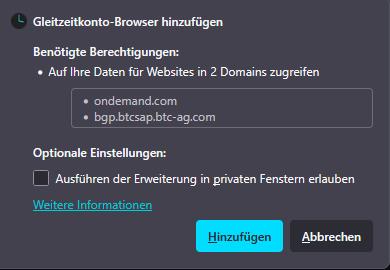 Gleitzeitkonto-Browser hinzufügen
Benötigte Berechtigungen:
• Auf Ihre Daten für Websites in 2 Domains zugreifen
• ondemand.com
• bgp.btcsap.btc-ag.com
Optionale Einstellungen:
Ausführen der Erweiterung in privaten Fenstern erlauben
Weitere Informationen
Hinzufügen
Abbrechen